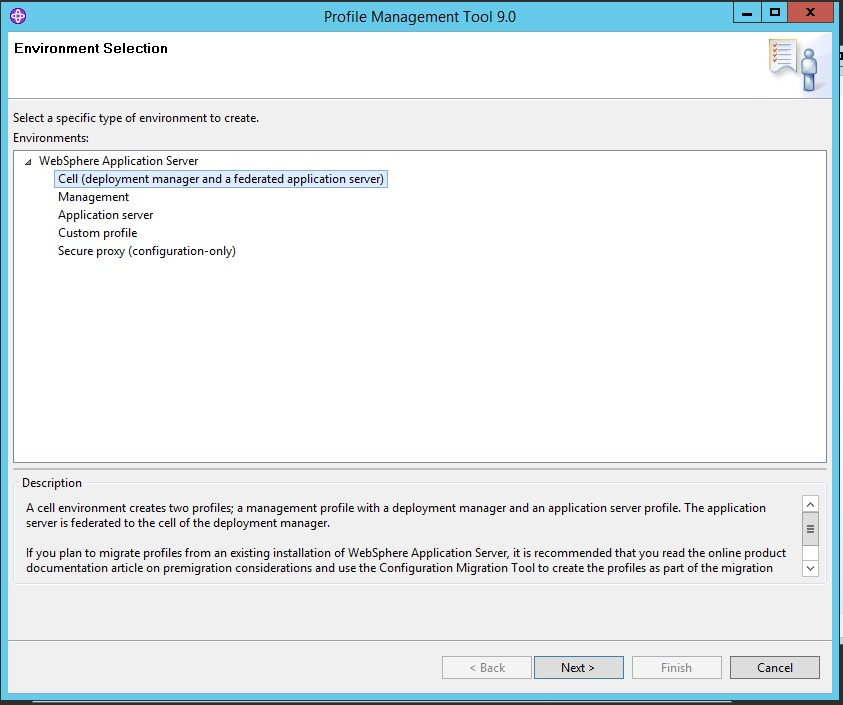 Profile Management Tool 9.0
Environment Selection
Select a specific type of environment to create.
Environments:
WebSphere Application Server
Cell (deployment manager and a federated application server)
Management
Application server
Custom profile
Secure proxy (configuration-only)
Description
A cell environment creates two profiles; a management profile with a deployment manager and an application server profile. The application
server is federated to the cell of the deployment manager.
If you plan to migrate profiles from an existing installation of WebSphere Application Server, it is recommended that you read the online product
documentation article on premigration considerations and use the Configuration Migration Tool to create the profiles as part of the migration
< Back
Next >
Finish
Cancel